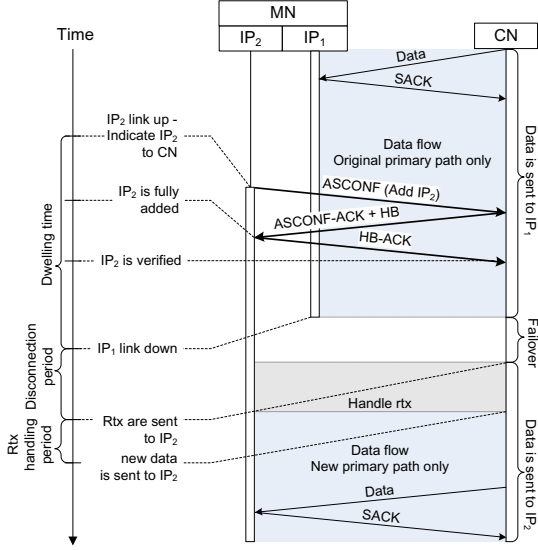 MN
Time
IP2
IP1
CN
Data
SACK
IP2 link up -
Indicate IP2
to CN
Data flow
Original primary path only
Data is sent to IP1
ASCONF (Add IP2)
IP2 is fully
added
ASCONF-ACK + HB
HB-ACK
Dwelling time
IP2 is verified
IP1 link down
Failover
Disconnection
period
Handle rtx
Rtx are sent
to IP2
Rtx
handling
period
new data
is sent to IP2
Data flow
New primary path only
Data is sent to IP2
Data
SACK